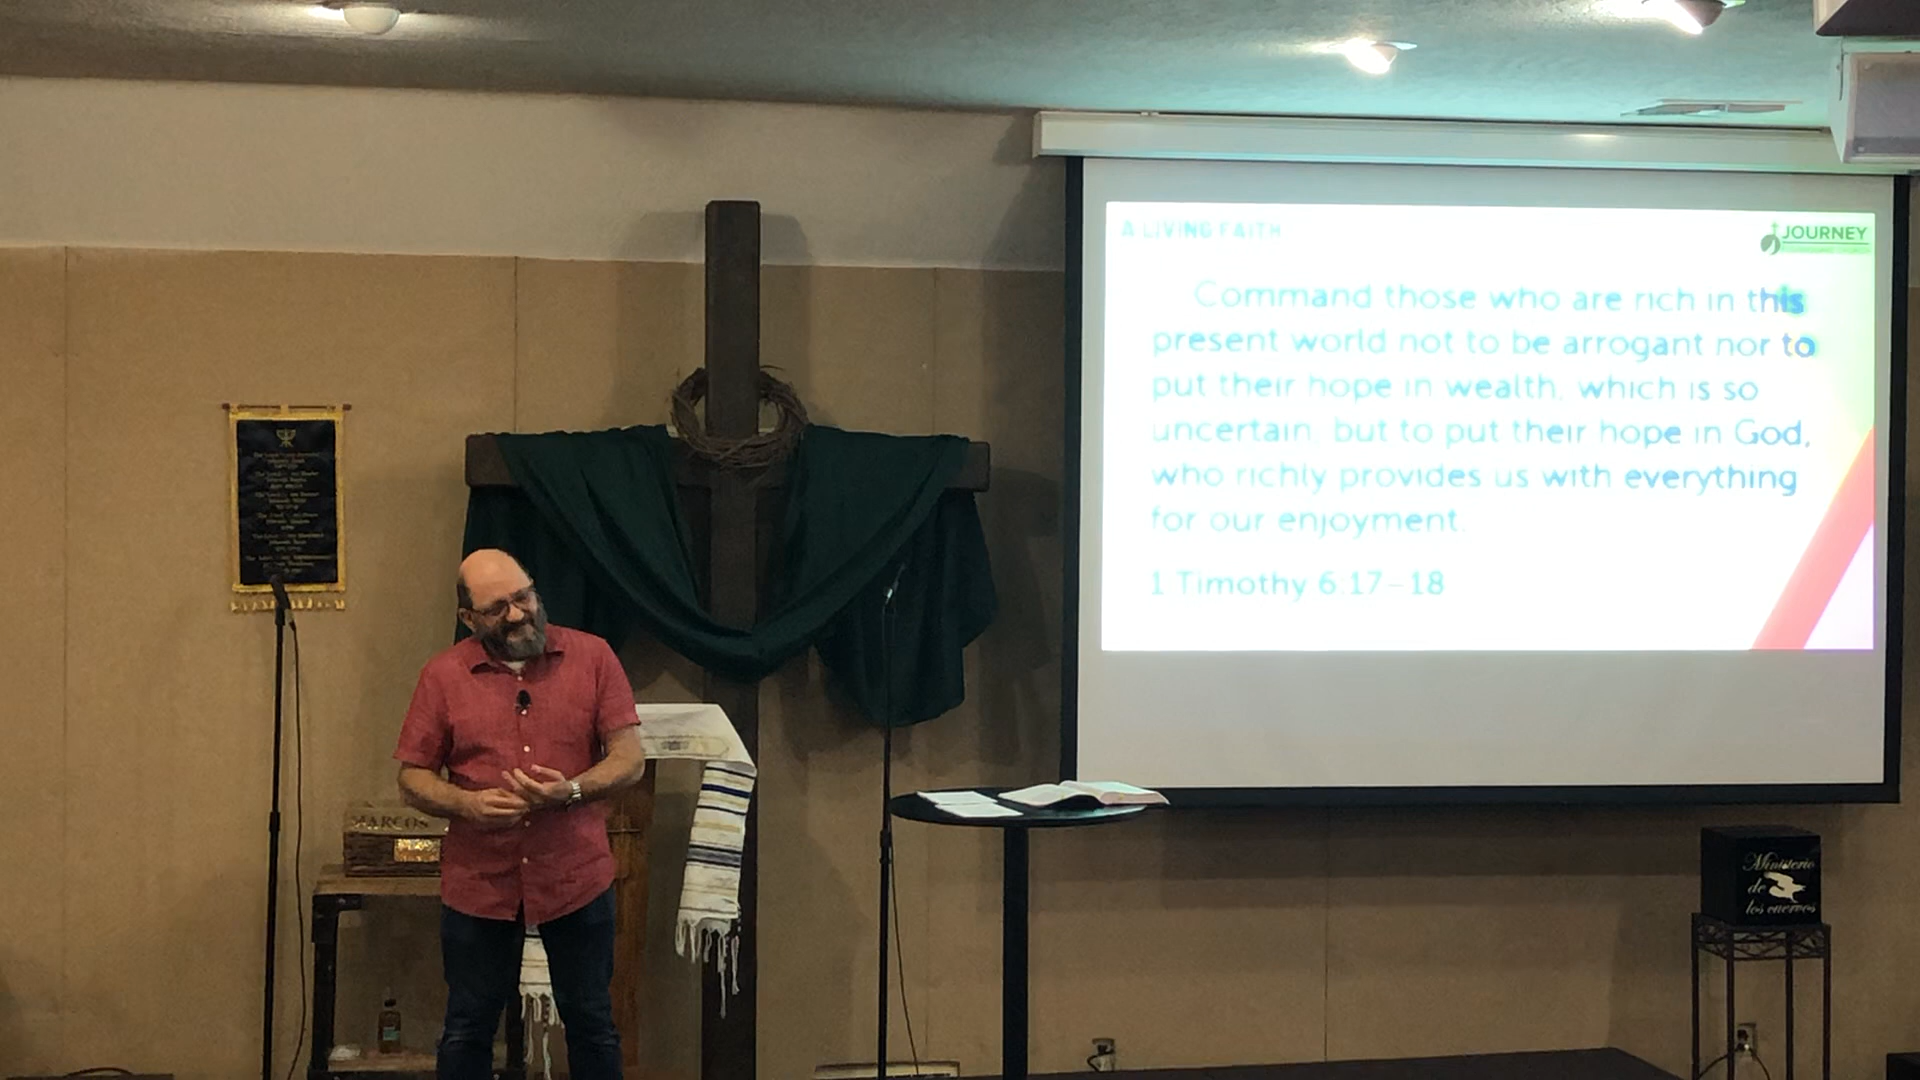 A LIVING FAITH
JOURNEY
Command those who are rich in this
present world not to be arrogant nor to
put their hope in wealth, which is so
uncertain, but to put their hope in God,
who richly provides us with everything
for our enjoyment.
1 Timothy 6:17–18
MARCOS
Ministerio
de
los cuervos